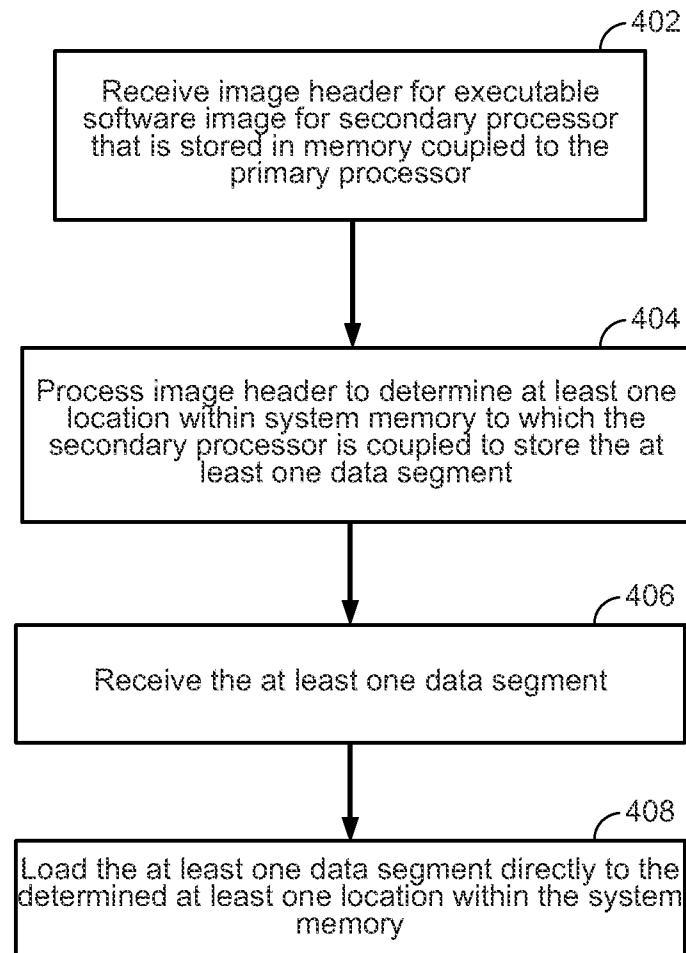 402
Receive image header for executable
software image for secondary processor
that is stored in memory coupled to the
primary processor
404
Process image header to determine at least one
location within system memory to which the
secondary processor is coupled to store the at
least one data segment
406
Receive the at least one data segment
408
Load the at least one data segment directly to the
determined at least one location within the system
memory